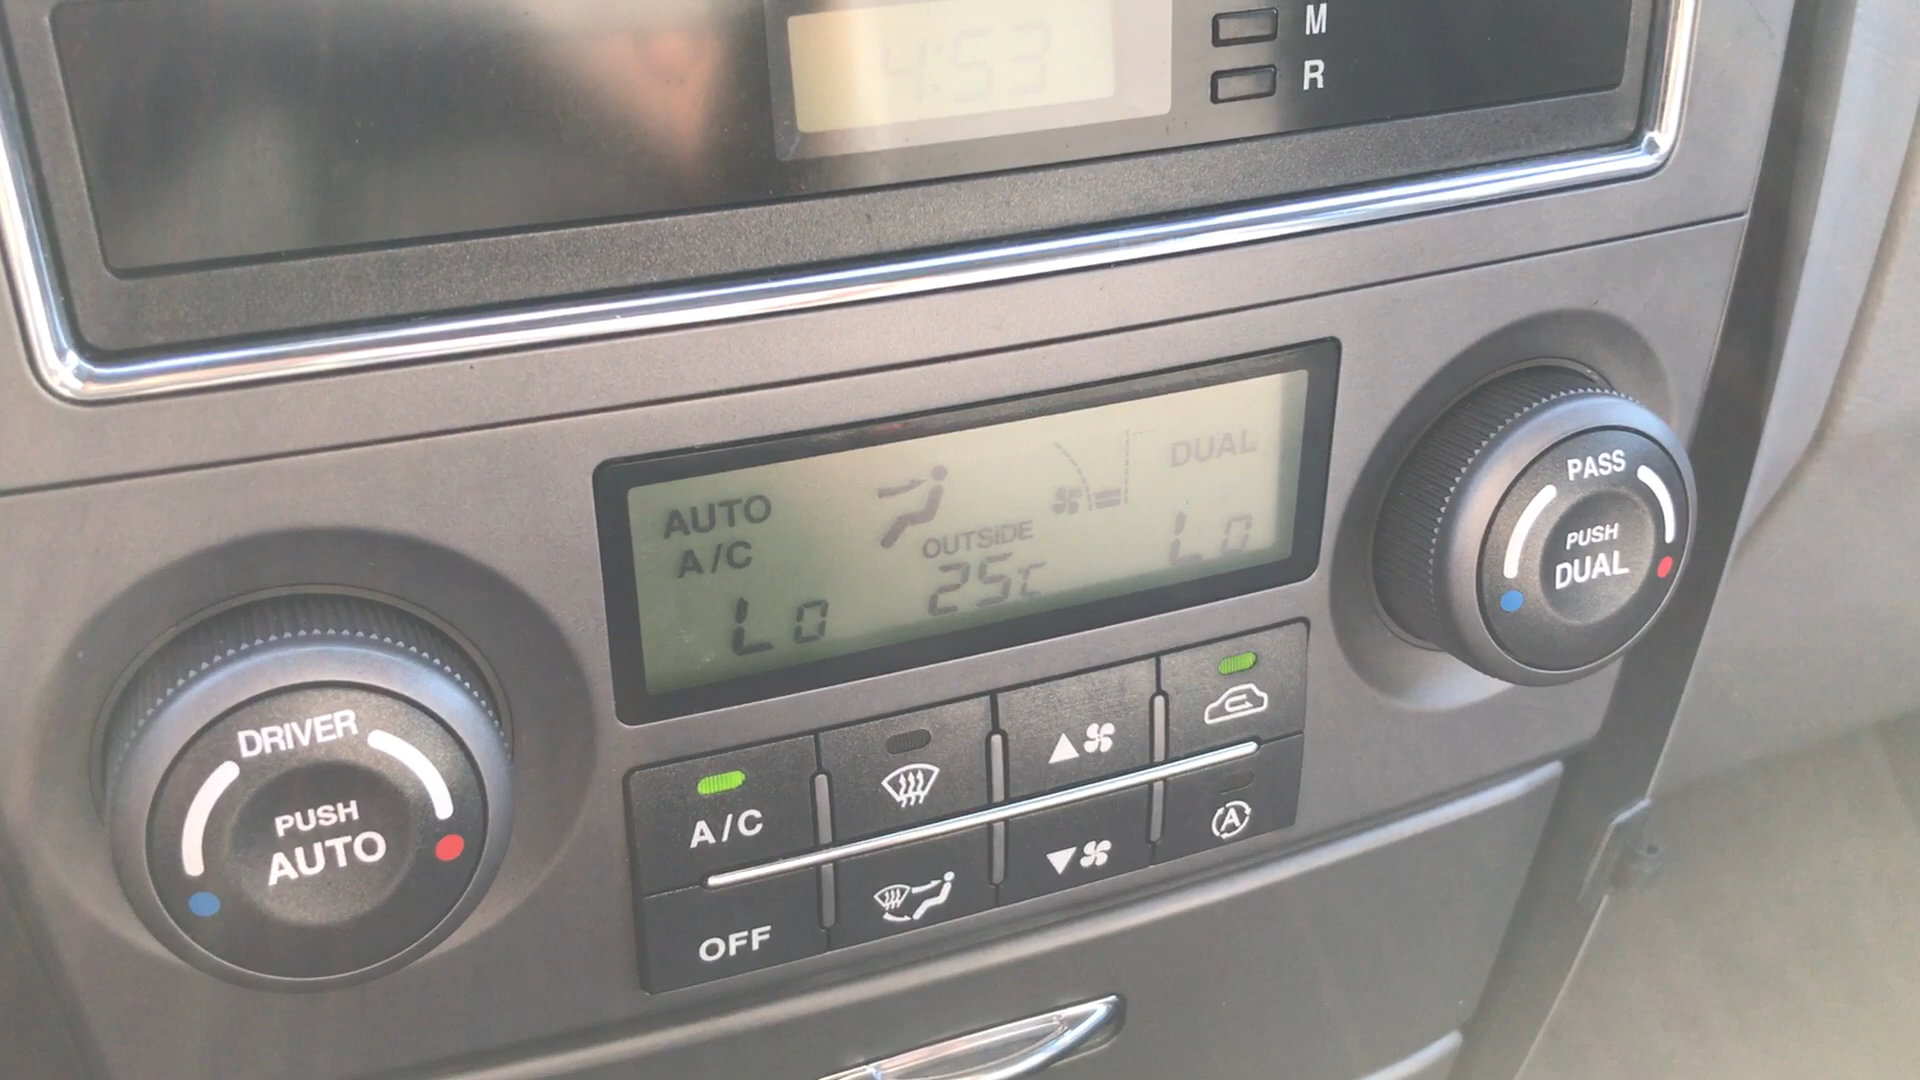 4:53
M
R
AUTO
A/C
Lo
OUTSIDE
25c
DUAL
Lo
DRIVER
PUSH
AUTO
PASS
PUSH
DUAL
A/C
OFF
A